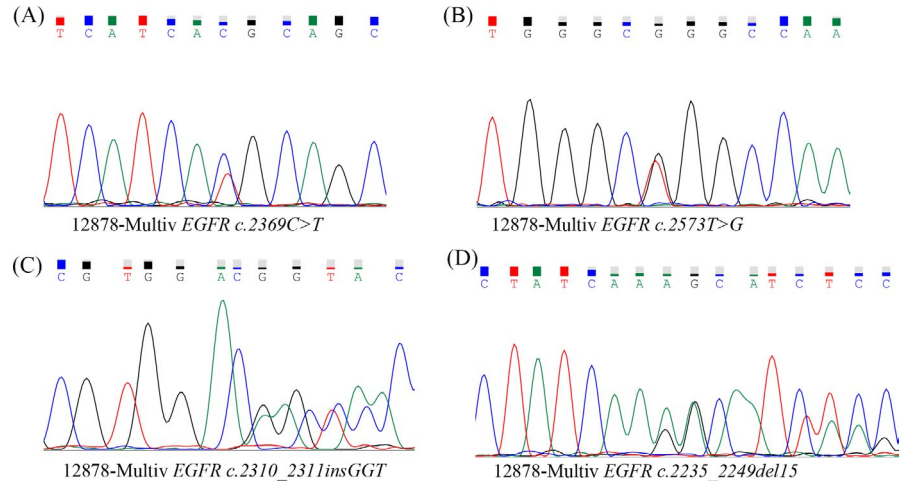 (A)
T C A T C A C G C A G C
12878-Multiv EGFR c.2369C>T
(B)
T G G G C G G G C C A A
12878-Multiv EGFR c.2573T>G
(C)
C G T G G A C G G T A C
12878-Multiv EGFR c.2310_2311insGGT
(D)
C T A T C A A A G C A T C T C C
12878-Multiv EGFR c.2235_2249del15